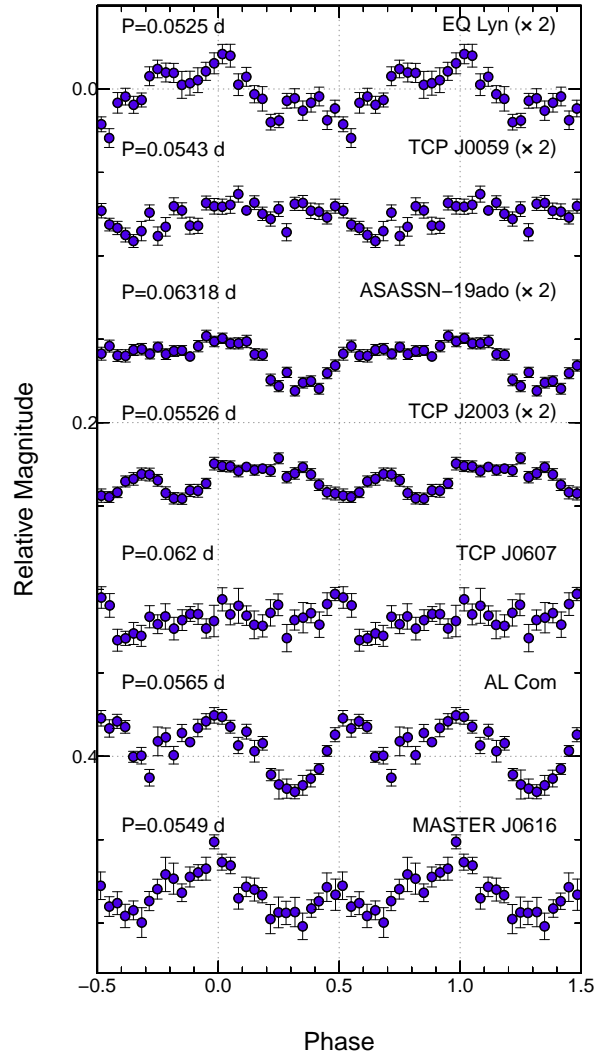 P=0.0525 d EQ Lyn (× 2)
0.0
P=0.0543 d TCP J0059 (× 2)
P=0.06318 d ASASSN−19ado (× 2)
0.2
P=0.05526 d TCP J2003 (× 2)
Relative Magnitude
P=0.062 d TCP J0607
P=0.0565 d AL Com
0.4
P=0.0549 d MASTER J0616
−0.5 0.0 0.5 1.0 1.5
Phase